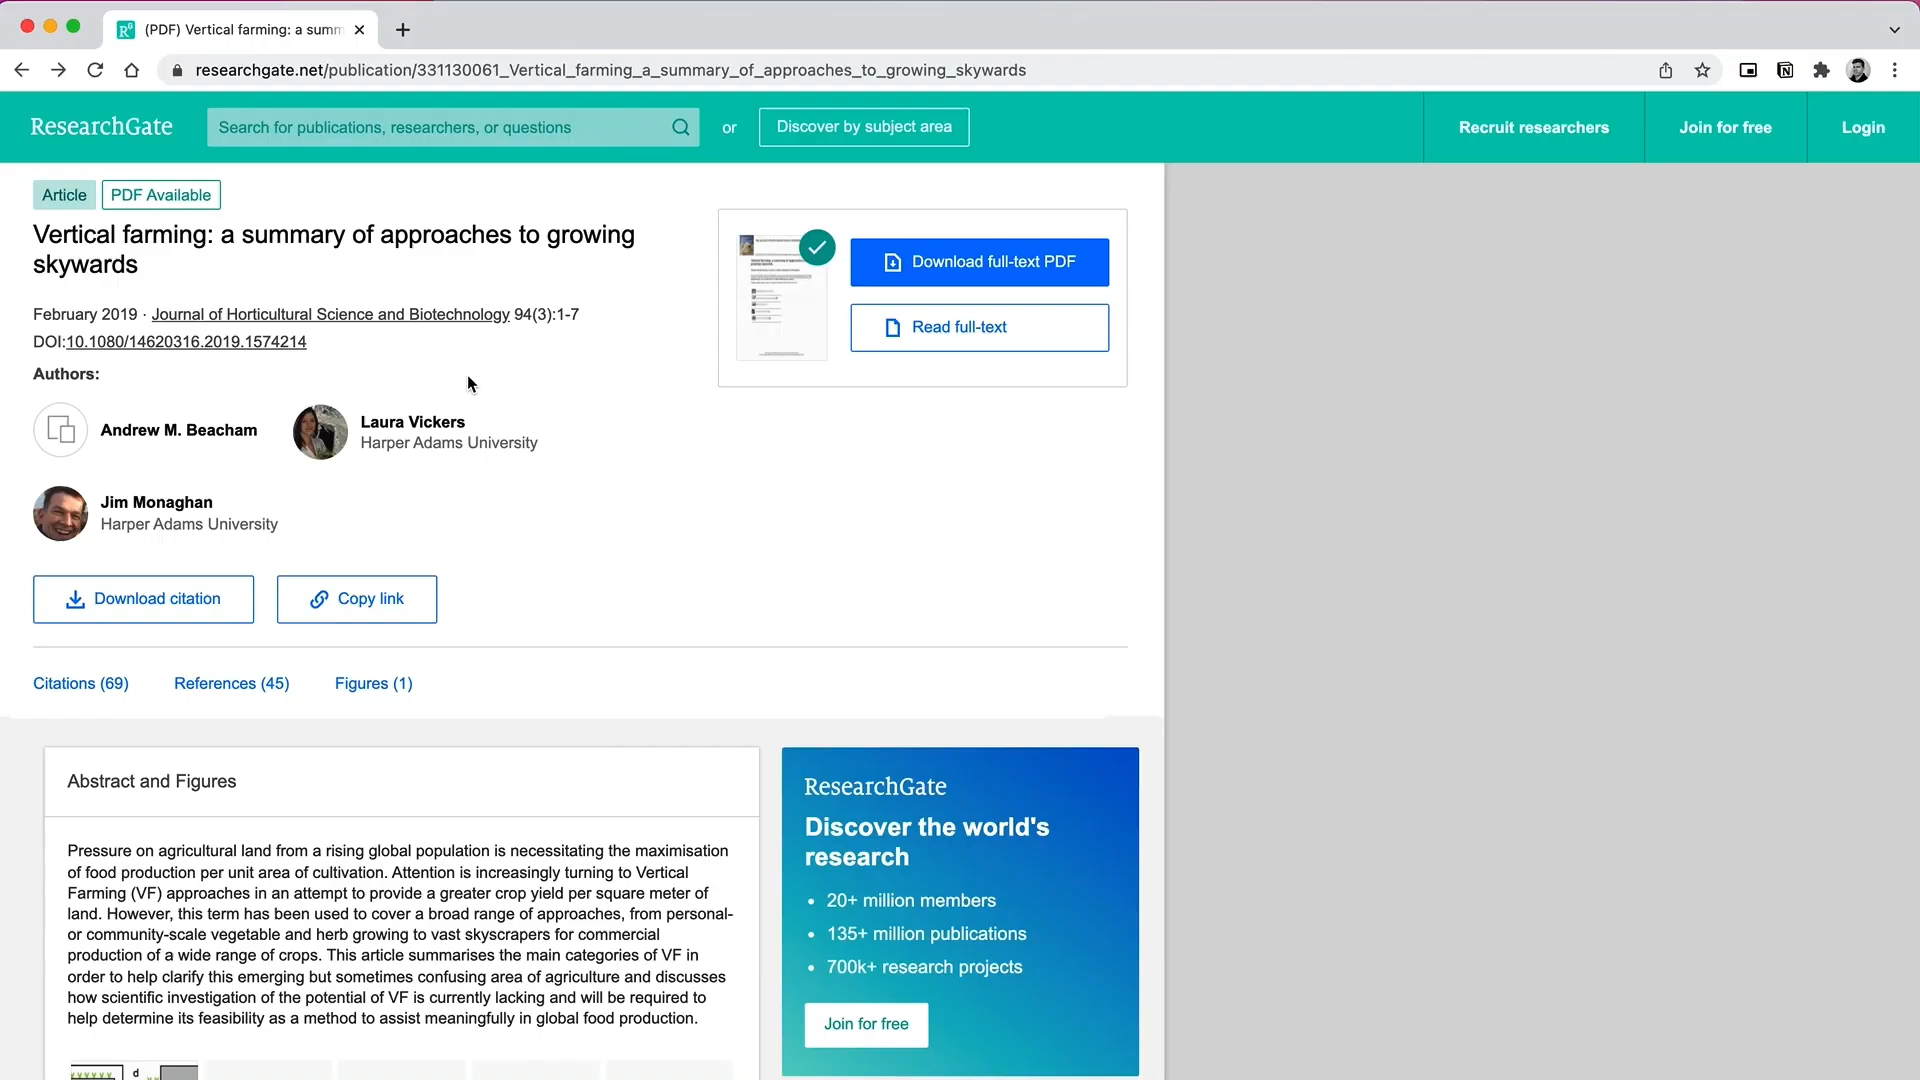 (PDF) Vertical farming: a summ
researchgate.net/publication/331130061_Vertical_farming_a_summary_of_approaches_to_growing_skywards
ResearchGate
Search for publications, researchers, or questions
or
Discover by subject area
Recruit researchers
Join for free
Login
Article
PDF Available
Vertical farming: a summary of approaches to growing
skywards
February 2019 · Journal of Horticultural Science and Biotechnology 94(3):1-7
DOI:10.1080/14620316.2019.1574214
Authors:
Andrew M. Beacham
Laura Vickers
Harper Adams University
Jim Monaghan
Harper Adams University
Download full-text PDF
Read full-text
Download citation
Copy link
Citations (69)
References (45)
Figures (1)
Abstract and Figures
Pressure on agricultural land from a rising global population is necessitating the maximisation
of food production per unit area of cultivation. Attention is increasingly turning to Vertical
Farming (VF) approaches in an attempt to provide a greater crop yield per square meter of
land. However, this term has been used to cover a broad range of approaches, from personal-
or community-scale vegetable and herb growing to vast skyscrapers for commercial
production of a wide range of crops. This article summarises the main categories of VF in
order to help clarify this emerging but sometimes confusing area of agriculture and discusses
how scientific investigation of the potential of VF is currently lacking and will be required to
help determine its feasibility as a method to assist meaningfully in global food production.
d
ResearchGate
Discover the world's
research
• 20+ million members
• 135+ million publications
• 700k+ research projects
Join for free